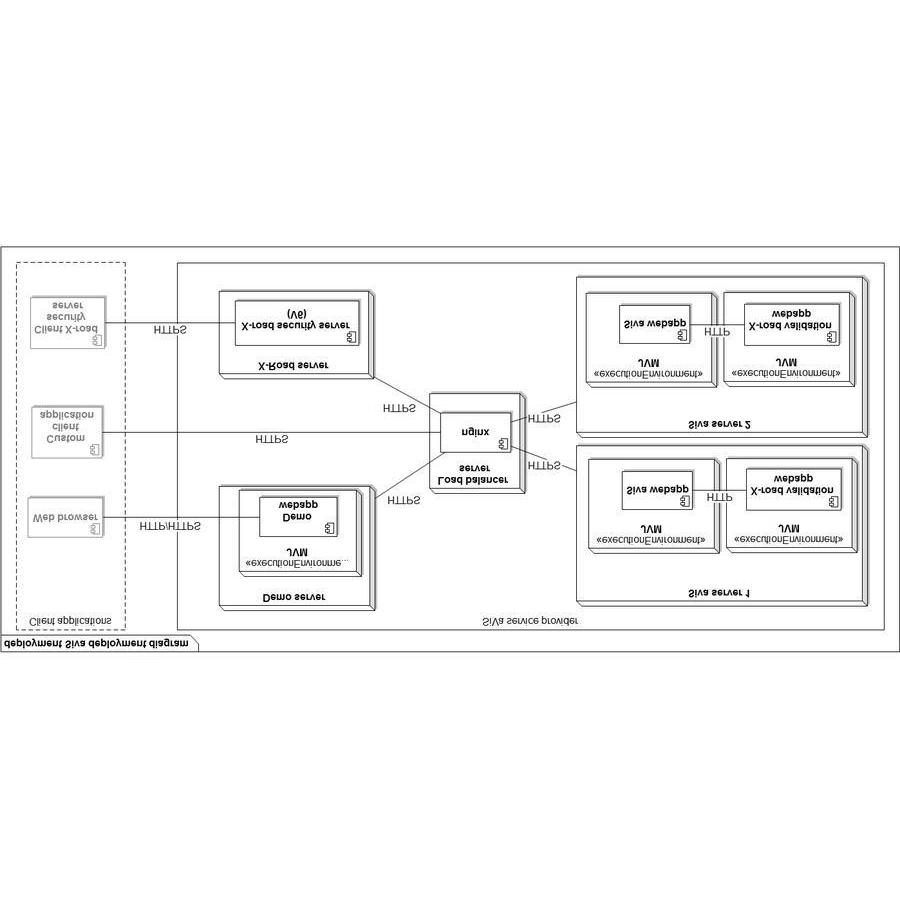 deployment Siva deployment diagram
Client applications
SiVa service provider
Demo server
«executionEnvironme...
JVM
Demo
webapp
Web browser
HTTP/HTTPS
HTTPS
Siva server 1
«executionEnvironment»
JVM
Siva webapp
HTTP
«executionEnvironment»
JVM
X-road validation
webapp
Load balancer
server
nginx
HTTPS
HTTPS
Custom
client
application
HTTPS
Siva server 2
«executionEnvironment»
JVM
Siva webapp
HTTP
«executionEnvironment»
JVM
X-road validation
webapp
HTTPS
X-Road server
X-road security server
(V6)
HTTPS
Client X-road
security
server